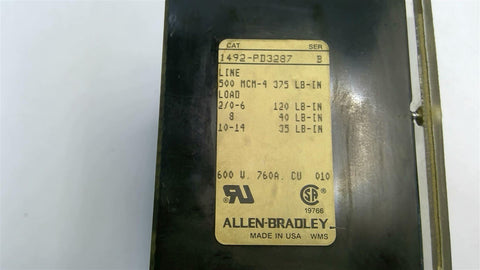 CAT SER
1492-PD3287 B
LINE
500 MCM-4 375 LB-IN
LOAD
2/0-6 120 LB-IN
8 40 LB-IN
10-14 35 LB-IN
600 V. 760A. CU 010
RU ® SA ®
19766
ALLEN-BRADLEY
MADE IN USA WMS